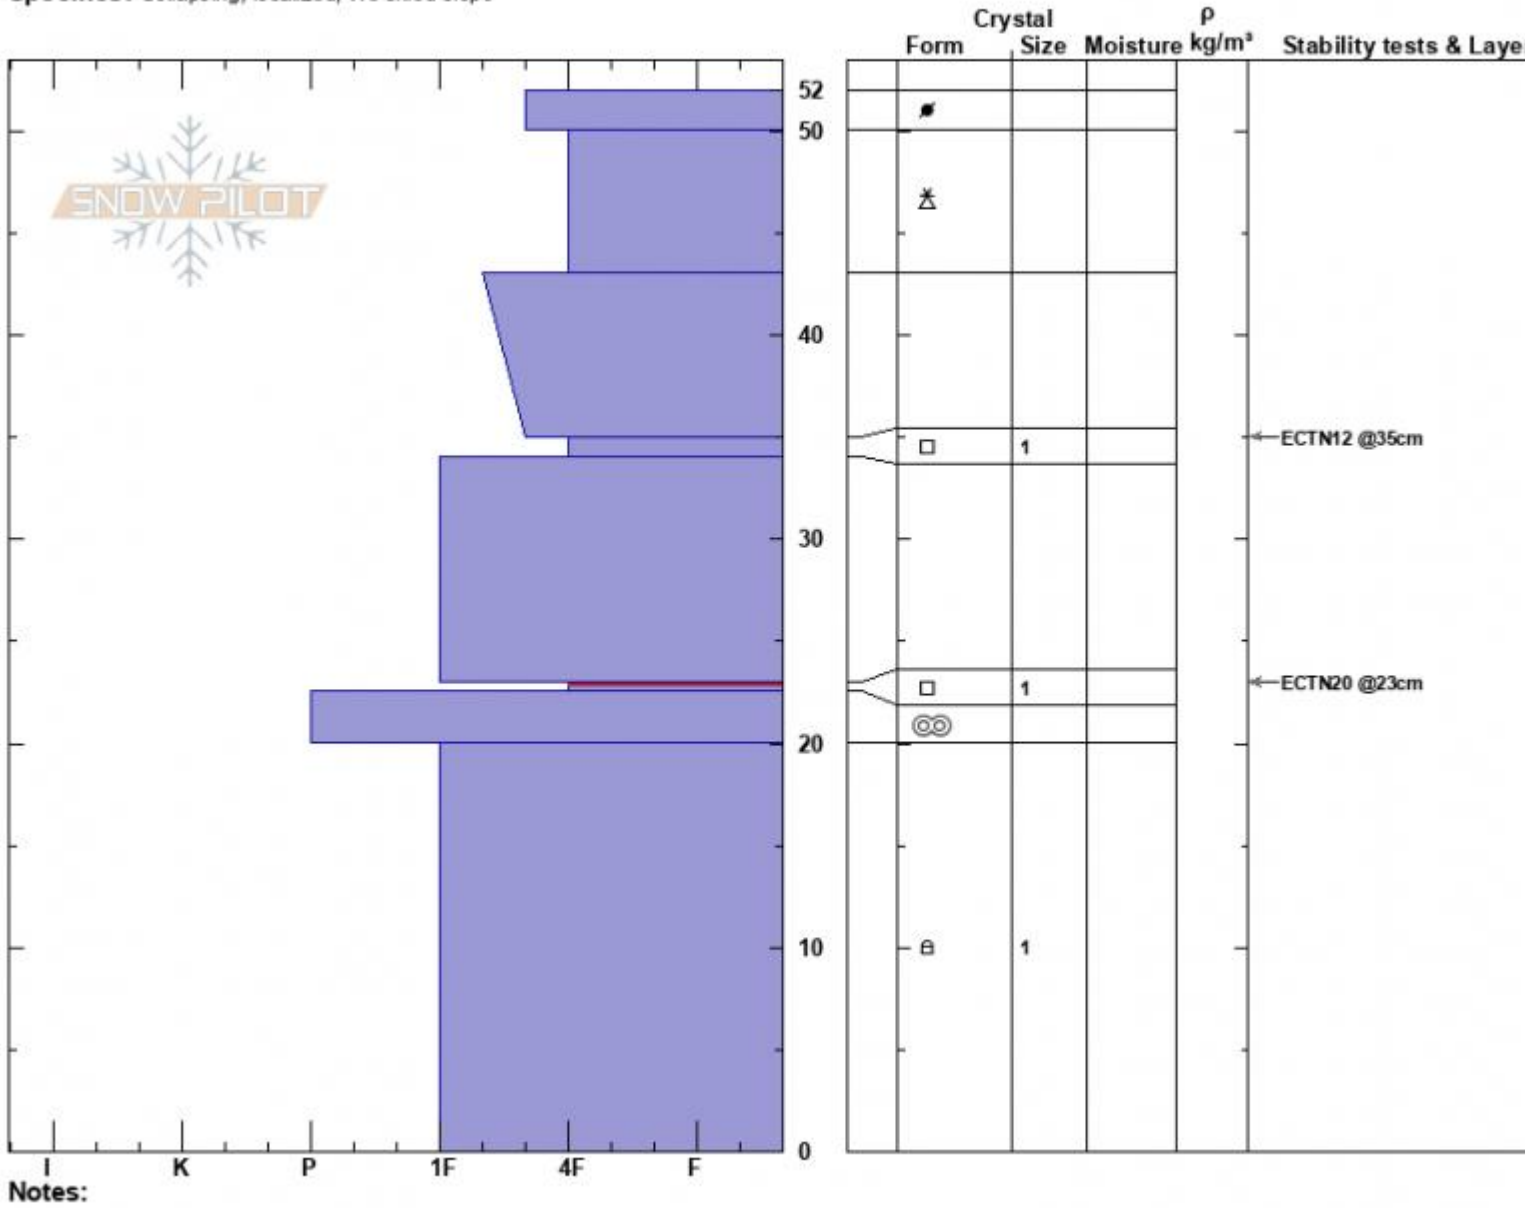 Crystal ρ
Form Size Moisture kg/m³ Stability tests & Laye
SNOW PILOT
52
50
40
1 ECTN12 @35cm
30
1 ECTN20 @23cm
20
10 1
0
I K P 1F 4F F
Notes: